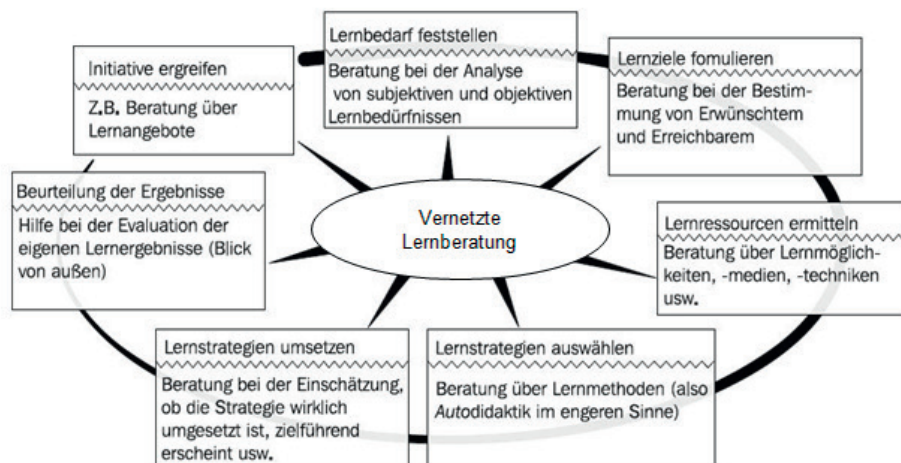 Lernbedarf feststellen
Beratung bei der Analyse
von subjektiven und objektiven
Lernbedürfnissen
Lernziele fomulieren
Beratung bei der Bestim-
mung von Erwünschtem
und Erreichbarem
Lernressourcen ermitteln
Beratung über Lernmöglich-
keiten, -medien, -techniken
usw.
Lernstrategien auswählen
Beratung über Lernmethoden (also
Autodidaktik im engeren Sinne)
Lernstrategien umsetzen
Beratung bei der Einschätzung,
ob die Strategie wirklich
umgesetzt ist, zielführend
erscheint usw.
Beurteilung der Ergebnisse
Hilfe bei der Evaluation der
eigenen Lernergebnisse (Blick
von außen)
Initiative ergreifen
Z.B. Beratung über
Lernangebote
Vernetzte
Lernberatung